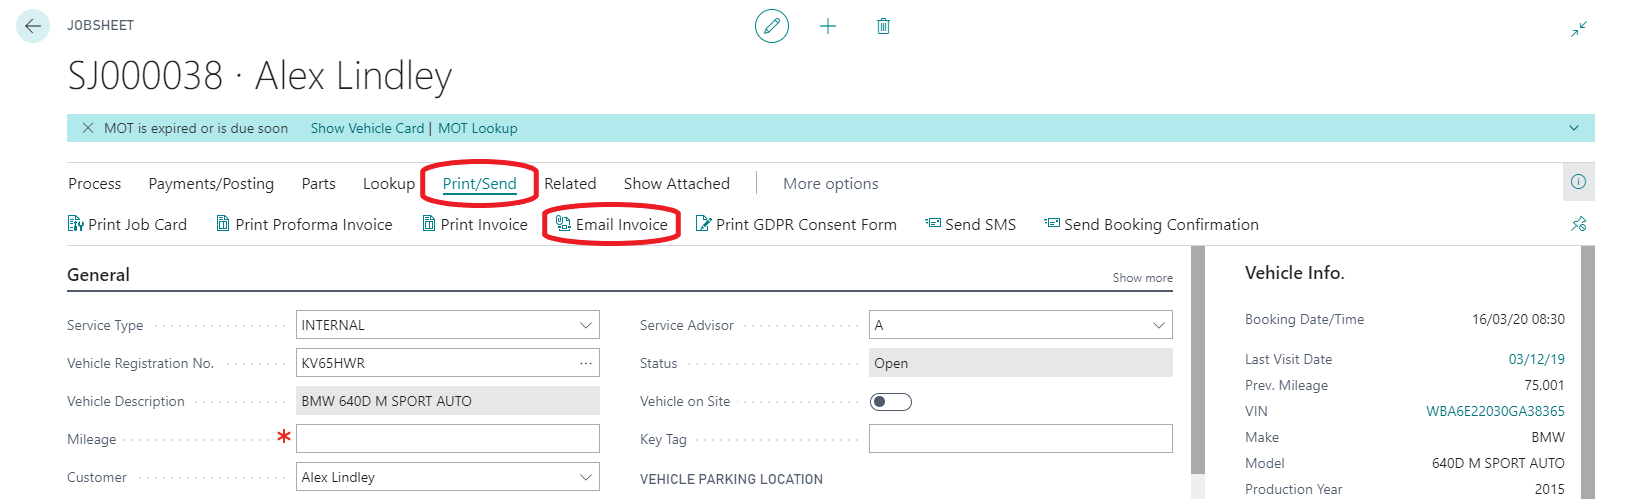 JOBSHEET
SJ000038 · Alex Lindley
MOT is expired or is due soon Show Vehicle Card | MOT Lookup
Process Payments/Posting Parts Lookup Print/Send Related Show Attached More options
Print Job Card Print Proforma Invoice Print Invoice Email Invoice Print GDPR Consent Form Send SMS Send Booking Confirmation
General Show more
Service Type INTERNAL
Vehicle Registration No. KV65HWR ...
Vehicle Description BMW 640D M SPORT AUTO
Mileage *
Customer Alex Lindley
Service Advisor A
Status Open
Vehicle on Site
Key Tag
VEHICLE PARKING LOCATION
Vehicle Info.
Booking Date/Time 16/03/20 08:30
Last Visit Date 03/12/19
Prev. Mileage 75,001
VIN WBA6E22030GA38365
Make BMW
Model 640D M SPORT AUTO
Production Year 2015